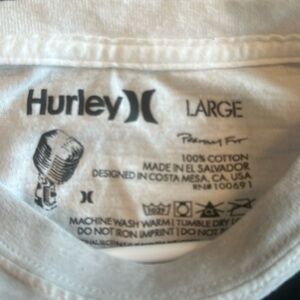 Hurley)( LARGE
Premium Fit
100% COTTON
MADE IN EL SALVADOR
DESIGNED IN COSTA MESA, CA, USA
RN#100691
MACHINE WASH WARM | TUMBLE DRY
DO NOT IRON IMPRINT | DO NOT